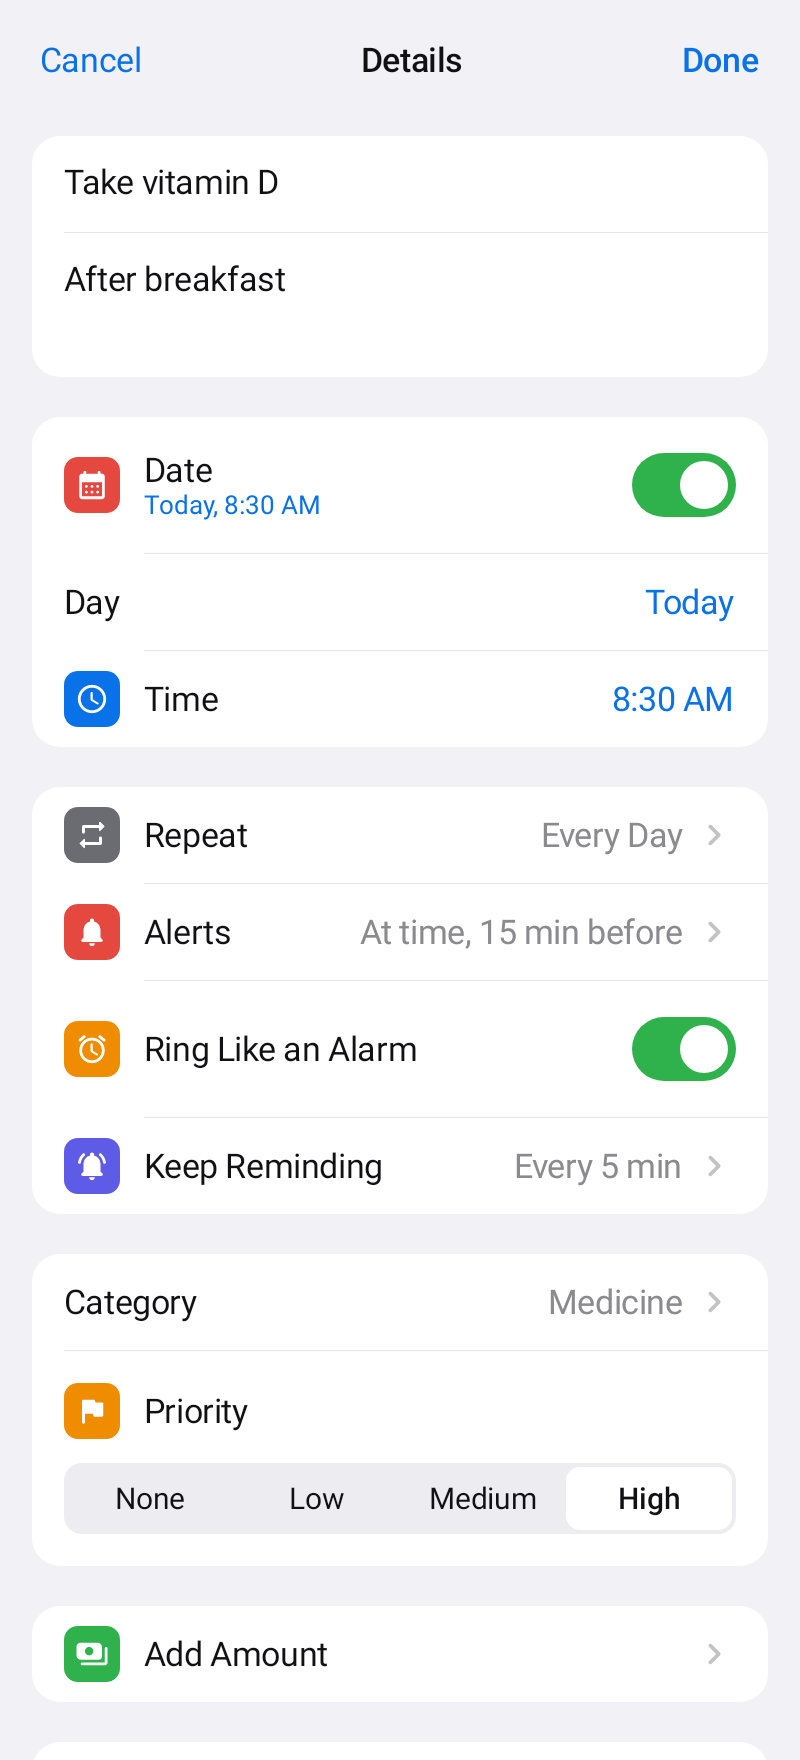 Cancel Details Done
Take vitamin D
After breakfast
Date
Today, 8:30 AM
Day Today
Time 8:30 AM
Repeat Every Day
Alerts At time, 15 min before
Ring Like an Alarm
Keep Reminding Every 5 min
Category Medicine
Priority
None Low Medium High
Add Amount